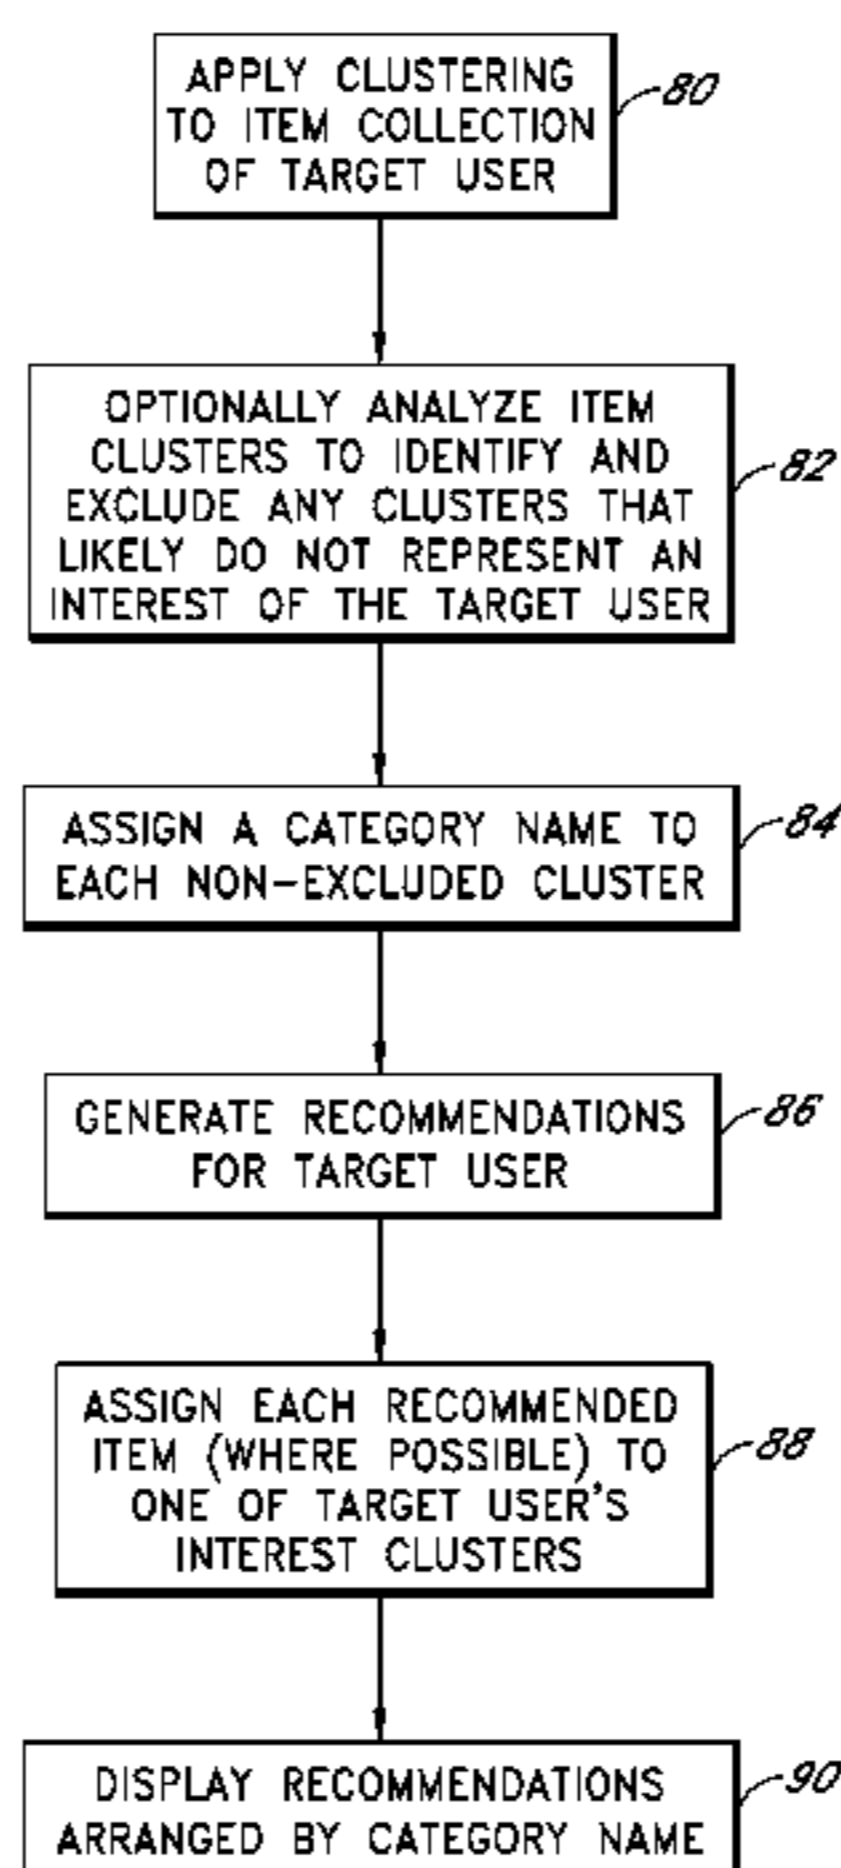 APPLY CLUSTERING
TO ITEM COLLECTION
OF TARGET USER
80
OPTIONALLY ANALYZE ITEM
CLUSTERS TO IDENTIFY AND
EXCLUDE ANY CLUSTERS THAT
LIKELY DO NOT REPRESENT AN
INTEREST OF THE TARGET USER
82
ASSIGN A CATEGORY NAME TO
EACH NON-EXCLUDED CLUSTER
84
GENERATE RECOMMENDATIONS
FOR TARGET USER
86
ASSIGN EACH RECOMMENDED
ITEM (WHERE POSSIBLE) TO
ONE OF TARGET USER'S
INTEREST CLUSTERS
88
DISPLAY RECOMMENDATIONS
ARRANGED BY CATEGORY NAME
90